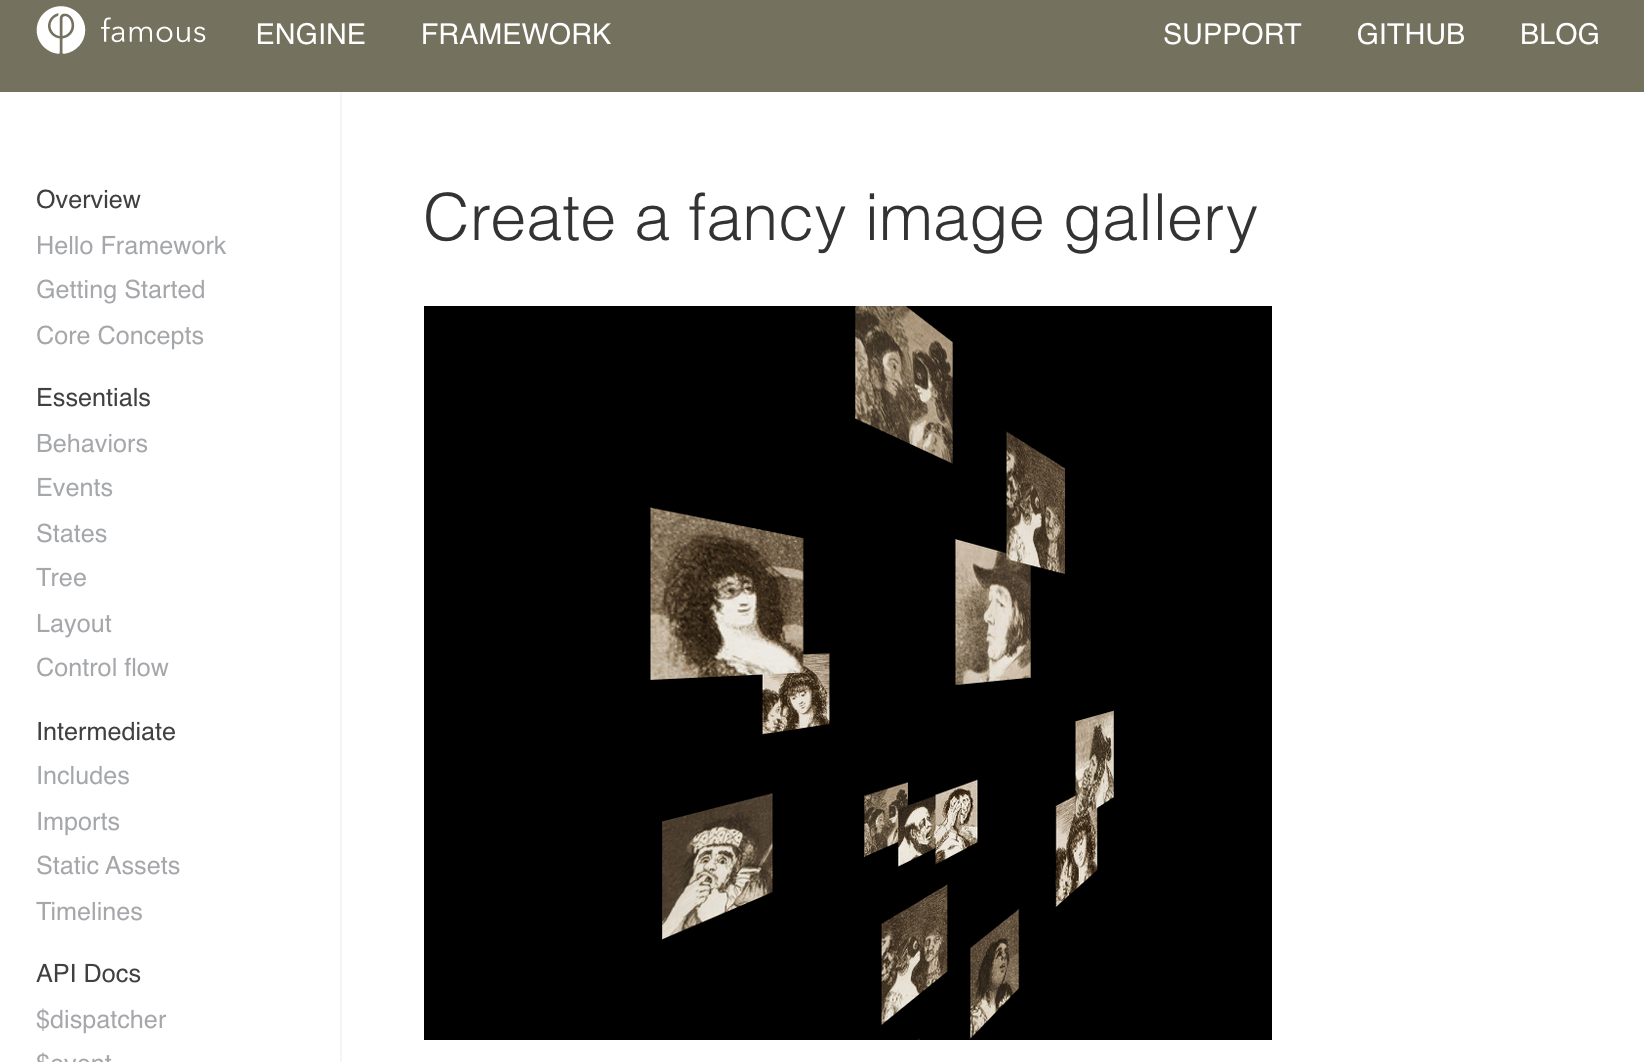 famous ENGINE FRAMEWORK SUPPORT GITHUB BLOG
Overview
Hello Framework
Getting Started
Core Concepts
Essentials
Behaviors
Events
States
Tree
Layout
Control flow
Intermediate
Includes
Imports
Static Assets
Timelines
API Docs
$dispatcher
$event
Create a fancy image gallery